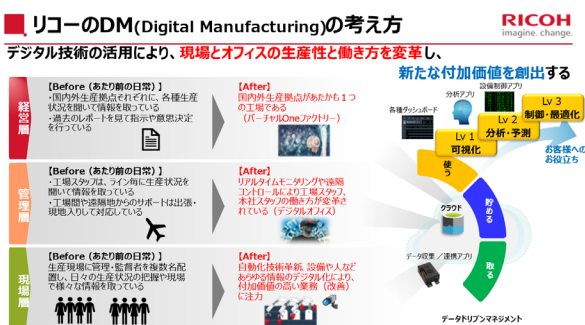 リコーのDM(Digital Manufacturing)の考え方
RICOH
imagine. change.
デジタル技術の活用により、現場とオフィスの生産性と働き方を変革し、
新たな付加価値を創出する
経営層
【Before (あたり前の日常) 】
・国内外生産拠点それぞれに、各種生産
状況を聞いて情報を取っている
・過去のレポートを見て指示や意思決定
を行っている
【After】
国内外生産拠点があたかも１つ
の工場である
（バーチャルOneファクトリー）
管理層
【Before (あたり前の日常) 】
・工場スタッフは、ライン毎に生産状況を
聞いて情報を取っている
・工場間や遠隔地からのサポートは出張・
現地入りして対応している
【After】
リアルタイムモニタリングや遠隔
コントロールにより工場スタッフ、
本社スタッフの働き方が変革さ
れている（デジタルオフィス）
現場層
【Before (あたり前の日常) 】
生産現場に管理・監督者を複数名配
置し、日々の生産状況の把握や現場
で様々な情報を取っている
【After】
自動化技術革新、設備や人など
あらゆる情報のデジタル化により、
付加価値の高い業務（改善）
に注力
各種ダッシュボード
分析アプリ
設備制御アプリ
Lv 1
可視化
Lv 2
分析・予測
Lv 3
制御・最適化
お客様への
お役立ち
使う
貯める
取る
クラウド
データ収集／連携アプリ
データドリブンマネジメント